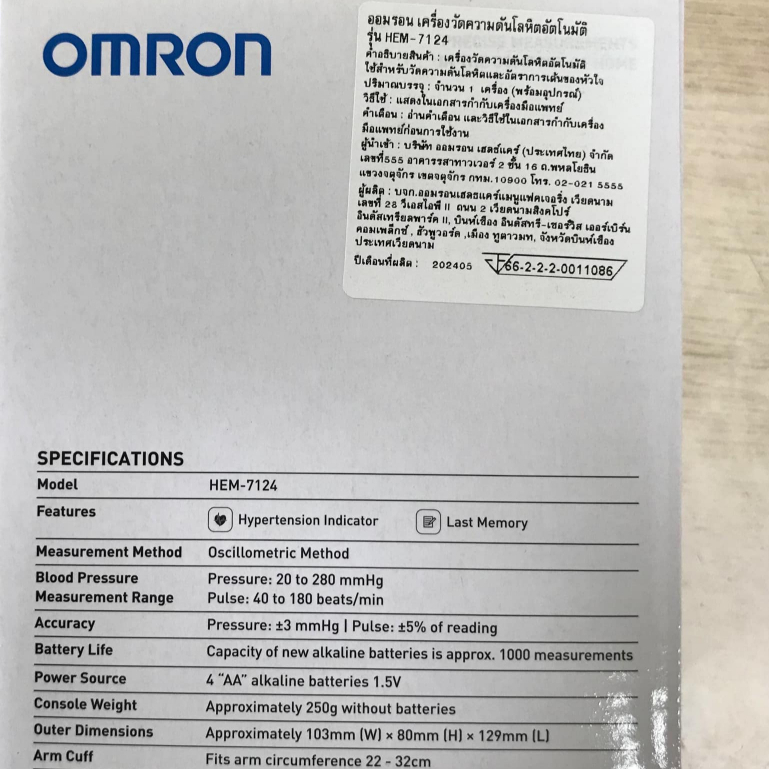 OMRON
ออมรอน เครื่องวัดความดันโลหิตอัตโนมัติ
รุ่น HEM-7124
คำอธิบายสินค้า : เครื่องวัดความดันโลหิตอัตโนมัติ
ใช้สำหรับวัดความดันโลหิตและอัตราการเต้นของหัวใจ
ปริมาณบรรจุ : จำนวน 1 เครื่อง (พร้อมอุปกรณ์)
วิธีใช้ : แสดงในเอกสารกำกับเครื่องมือแพทย์
คำเตือน : อ่านคำเตือน และวิธีใช้ในเอกสารกำกับเครื่อง
มือแพทย์ก่อนการใช้งาน
ผู้นำเข้า : บริษัท ออมรอน เฮลธ์แคร์ (ประเทศไทย) จำกัด
เลขที่555 อาคารรสาทาวเวอร์ 2 ชั้น 16 ถ.พหลโยธิน
แขวงจตุจักร เขตจตุจักร กทม.10900 โทร. 02-021 5555
ผู้ผลิต : บจก.ออมรอนเฮลธแคร์แมนูแฟคเจอริ่ง เวียดนาม
เลขที่ 28 วีเอสไอพี II ถนน 2 เวียดนามสิงคโปร์
อินดัสเทรียลพาร์ค II, บินห์เซือง อินดัสทรี-เซอร์วิส เออร์เบิร์น
คอมเพล็กซ์ , ฮัวพูวอร์ด ,เมือง ทูดาวมท, จังหวัดบินห์เซือง
ประเทศเวียดนาม
ปีเดือนที่ผลิต : 202405 66-2-2-2-0011086
SPECIFICATIONS
Model HEM-7124
Features Hypertension Indicator Last Memory
Measurement Method Oscillometric Method
Blood Pressure Pressure: 20 to 280 mmHg
Measurement Range Pulse: 40 to 180 beats/min
Accuracy Pressure: ±3 mmHg | Pulse: ±5% of reading
Battery Life Capacity of new alkaline batteries is approx. 1000 measurements
Power Source 4 “AA” alkaline batteries 1.5V
Console Weight Approximately 250g without batteries
Outer Dimensions Approximately 103mm (W) × 80mm (H) × 129mm (L)
Arm Cuff Fits arm circumference 22 - 32cm